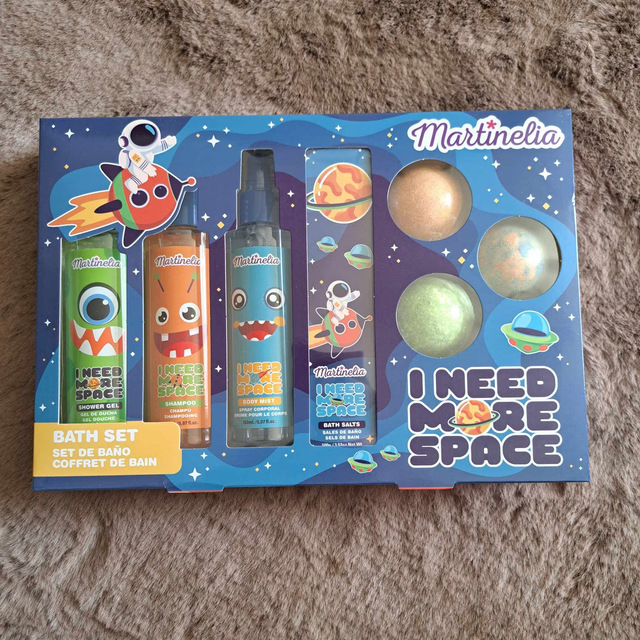 Martinelia
Martinelia
I NEED
MORE
SPACE
SHOWER GEL
GEL DE DUCHA
GEL DOUCHE
Martinelia
I NEED
MORE
SPACE
SHAMPOO
CHAMPÚ
SHAMPOOING
Martinelia
I NEED
MORE
SPACE
BODY MIST
SPRAY CORPORAL
BRUME POUR LE CORPS
Martinelia
I NEED
MORE
SPACE
BATH SALTS
SALES DE BAÑO
SELS DE BAIN
I NEED
MORE
SPACE
BATH SET
SET DE BAÑO
COFFRET DE BAIN